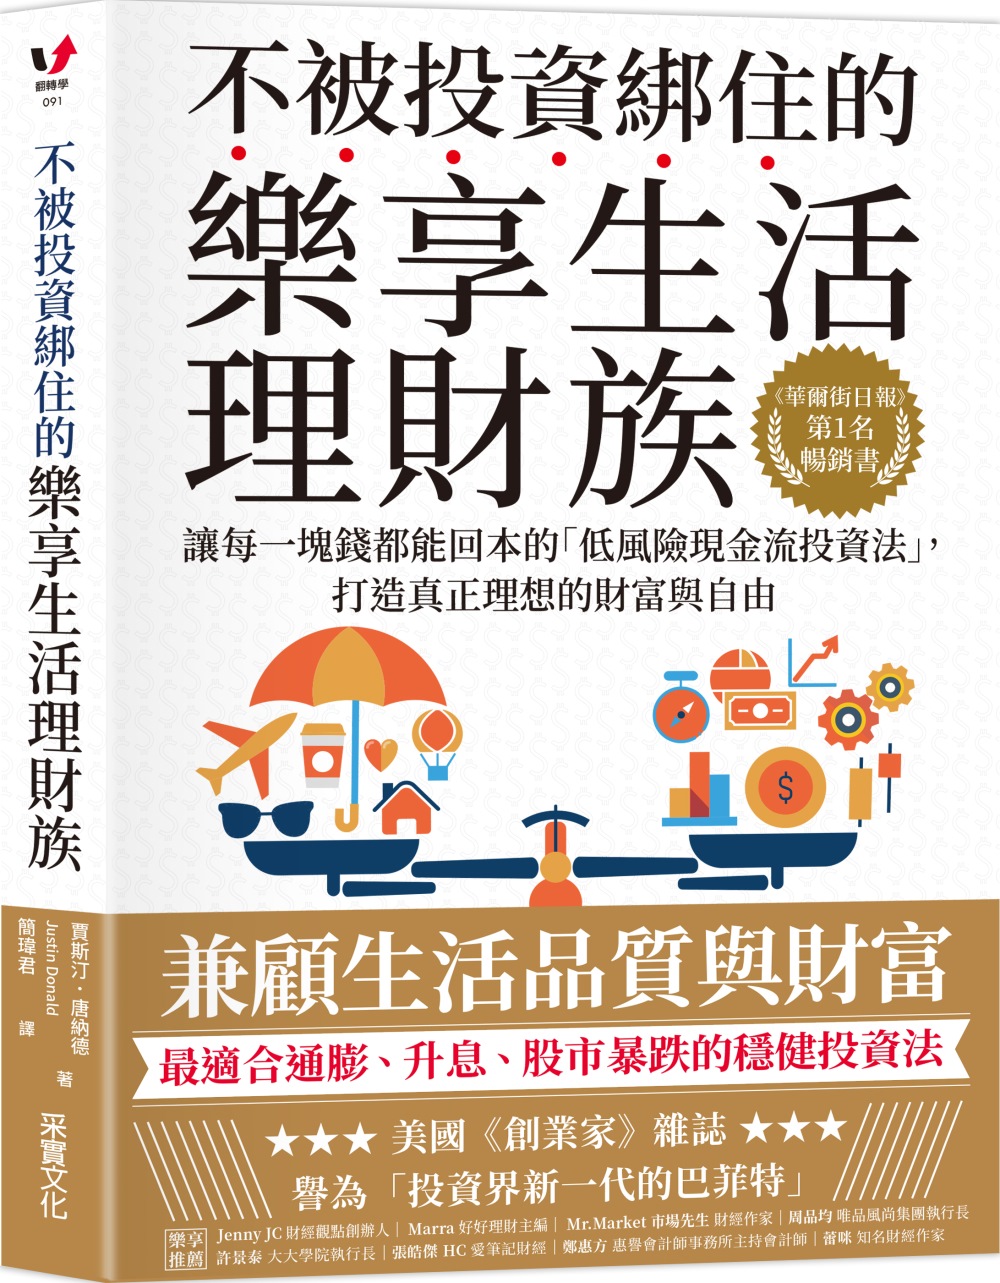 翻轉學
091
不被投資綁住的樂享生活理財族
賈斯汀・唐納德 著
Justin Donald
簡瑋君 譯
采實文化
不被投資綁住的
樂享生活
理財族
《華爾街日報》
第1名
暢銷書
讓每一塊錢都能回本的「低風險現金流投資法」，
打造真正理想的財富與自由
$
兼顧生活品質與財富
最適合通膨、升息、股市暴跌的穩健投資法
★★★ 美國《創業家》雜誌 ★★★
譽為「投資界新一代的巴菲特」
樂享
推薦
Jenny JC 財經觀點創辦人｜Marra 好好理財主編｜Mr.Market 市場先生 財經作家｜周品均 唯品風尚集團執行長
許景泰 大大學院執行長｜張皓傑 HC 愛筆記財經｜鄭惠方 惠譽會計師事務所主持會計師｜蕾咪 知名財經作家